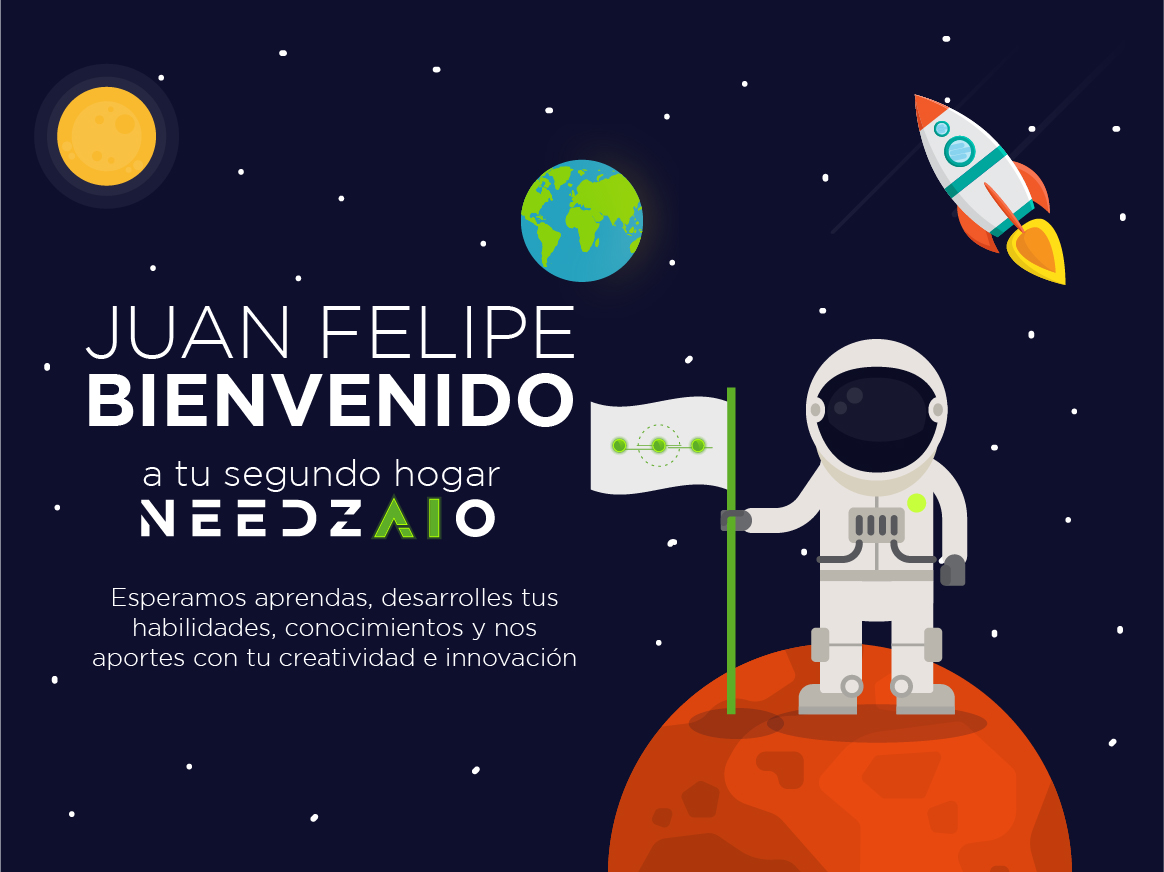 JUAN FELIPE
BIENVENIDO
a tu segundo hogar
NEEDZAIO
Esperamos aprendas, desarrolles tus
habilidades, conocimientos y nos
aportes con tu creatividad e innovación